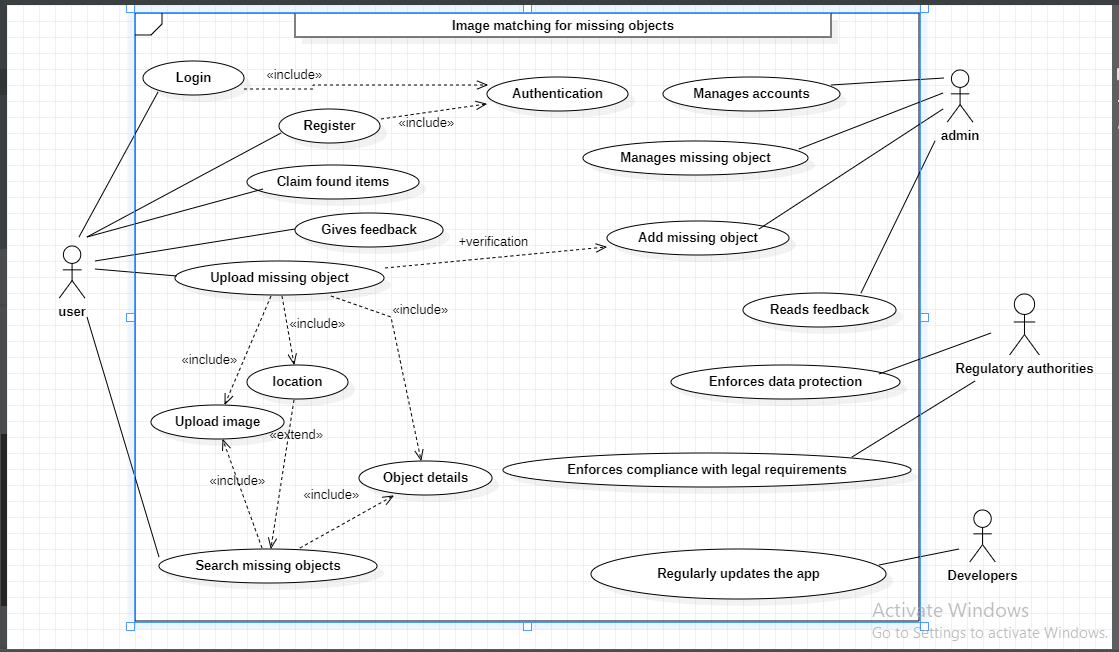 Image matching for missing objects
Login
«include»
Authentication
Manages accounts
admin
Register
«include»
Manages missing object
Claim found items
Gives feedback
+verification
Add missing object
user
Upload missing object
Reads feedback
«include»
«include»
«include»
location
Regulatory authorities
Enforces data protection
Upload image
«extend»
Object details
Enforces compliance with legal requirements
«include»
«include»
Search missing objects
Regularly updates the app
Developers
Activate Windows
Go to Settings to activate Windows.